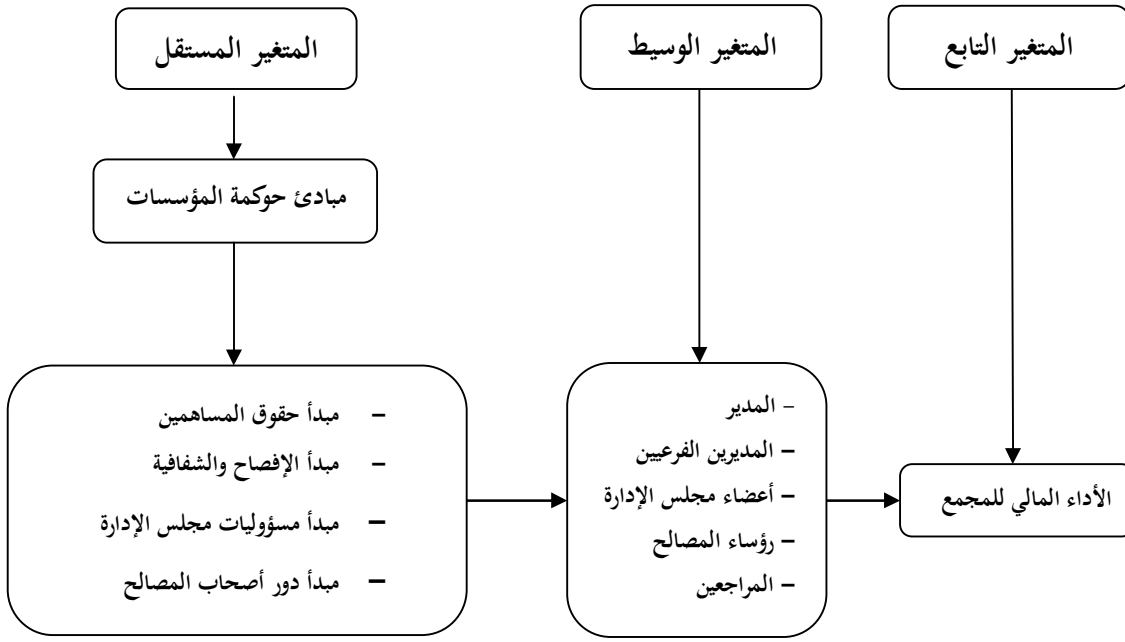 المتغير المستقل
المتغير الوسيط
المتغير التابع
مبادئ حوكمة المؤسسات
– مبدأ حقوق المساهمين
– مبدأ الإفصاح والشفافية
– مبدأ مسؤوليات مجلس الإدارة
– مبدأ دور أصحاب المصالح
- المدير
– المديرين الفرعيين
– أعضاء مجلس الإدارة
– رؤساء المصالح
– المراجعين
الأداء المالي للمجمع